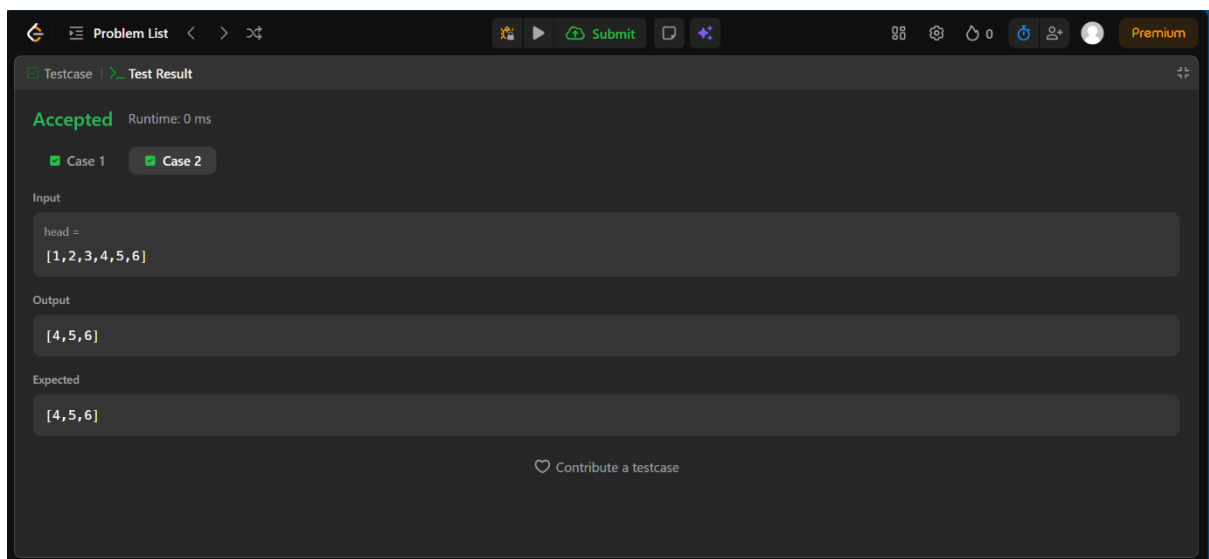 Problem List Submit 0 Premium
Testcase Test Result
Accepted Runtime: 0 ms
Case 1 Case 2
Input
head =
[1,2,3,4,5,6]
Output
[4,5,6]
Expected
[4,5,6]
Contribute a testcase